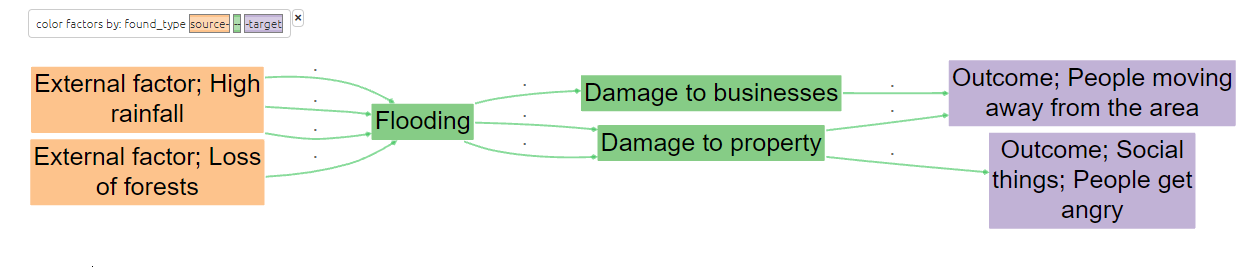 color factors by: found_type source- -- -target ×
External factor; High
rainfall
External factor; Loss
of forests
Flooding
Damage to businesses
Damage to property
Outcome; People moving
away from the area
Outcome; Social
things; People get
angry